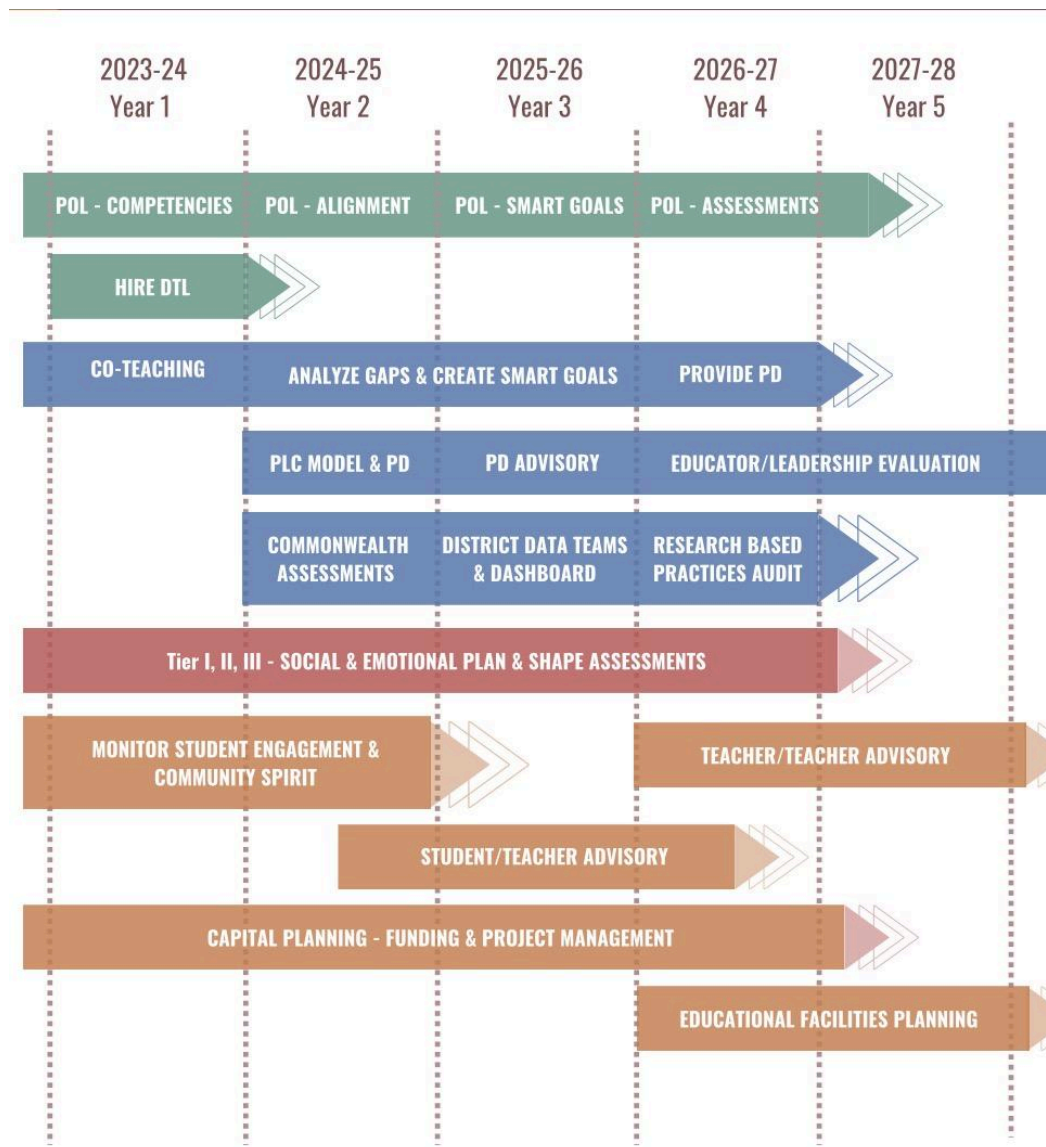 2023-24
Year 1
2024-25
Year 2
2025-26
Year 3
2026-27
Year 4
2027-28
Year 5
POL - COMPETENCIES
POL - ALIGNMENT
POL - SMART GOALS
POL - ASSESSMENTS
HIRE DTL
CO-TEACHING
ANALYZE GAPS & CREATE SMART GOALS
PROVIDE PD
PLC MODEL & PD
PD ADVISORY
EDUCATOR/LEADERSHIP EVALUATION
COMMONWEALTH
ASSESSMENTS
DISTRICT DATA TEAMS
& DASHBOARD
RESEARCH BASED
PRACTICES AUDIT
Tier I, II, III - SOCIAL & EMOTIONAL PLAN & SHAPE ASSESSMENTS
MONITOR STUDENT ENGAGEMENT &
COMMUNITY SPIRIT
TEACHER/TEACHER ADVISORY
STUDENT/TEACHER ADVISORY
CAPITAL PLANNING - FUNDING & PROJECT MANAGEMENT
EDUCATIONAL FACILITIES PLANNING